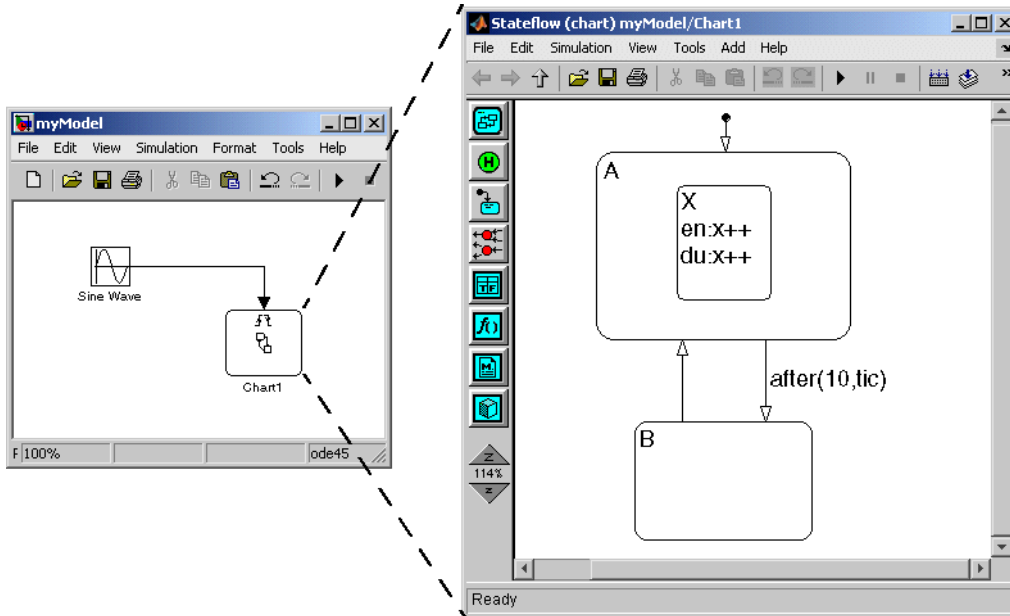 myModel
File Edit View Simulation Format Tools Help
Sine Wave
Chart1
F 100% ode45
Stateflow (chart) myModel/Chart1
File Edit Simulation View Tools Add Help
H
TF
f()
M
Z
114%
z
A
X
en:x++
du:x++
after(10,tic)
B
Ready